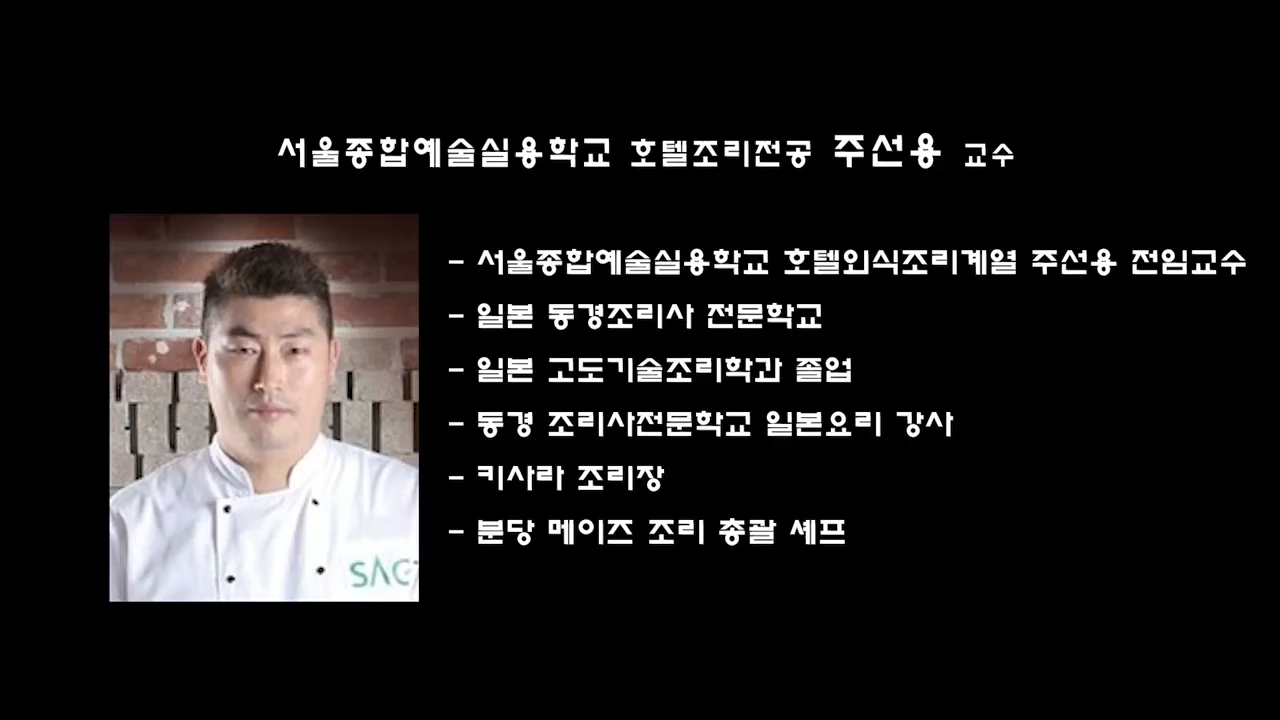 서울종합예술실용학교 호텔조리전공 주선용 교수
- 서울종합예술실용학교 호텔외식조리계열 주선용 전임교수
- 일본 동경조리사 전문학교
- 일본 고도기술조리학과 졸업
- 동경 조리사전문학교 일본요리 강사
- 키사라 조리장
- 분당 메이즈 조리 총괄 셰프